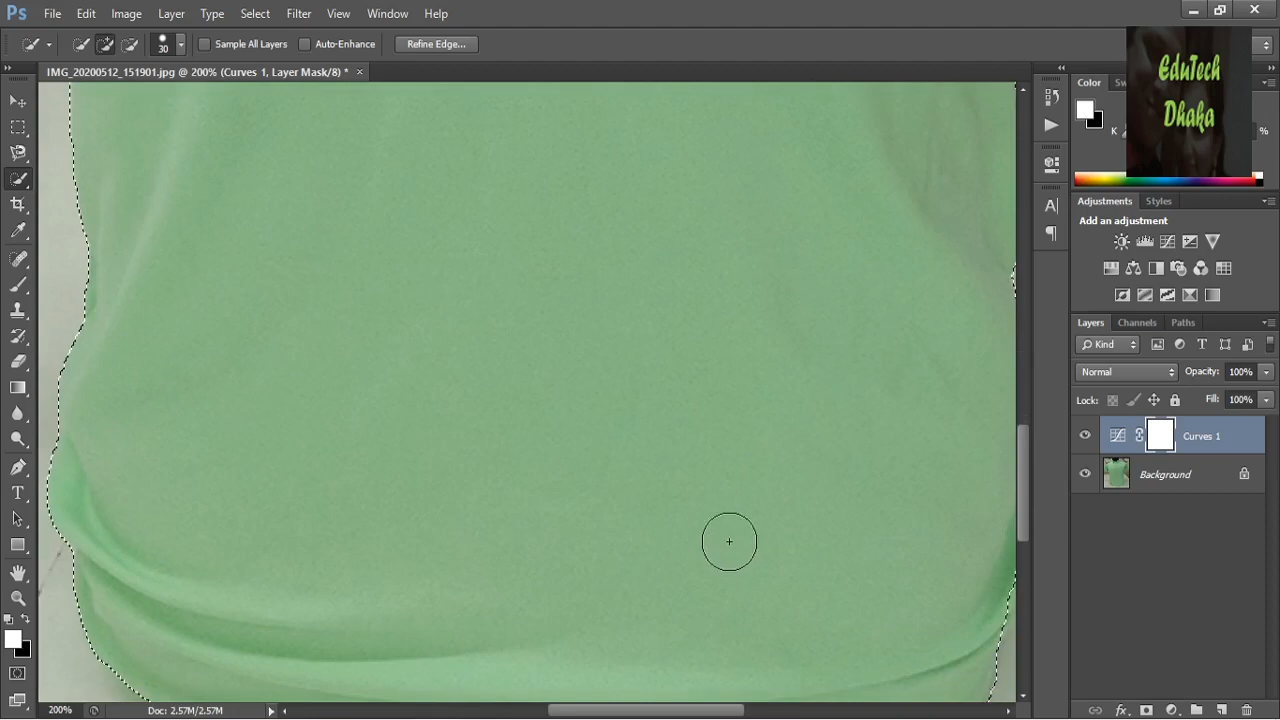 Ps File Edit Image Layer Type Select Filter View Window Help
30 Sample All Layers Auto-Enhance Refine Edge...
IMG_20200512_151901.jpg @ 200% (Curves 1, Layer Mask/8) * ×
EduTech
Dhaka
Color Sw
K %
Adjustments Styles
Add an adjustment
Layers Channels Paths
Kind
Normal Opacity: 100%
Lock: Fill: 100%
Curves 1
Background
200% Doc: 2.57M/2.57M